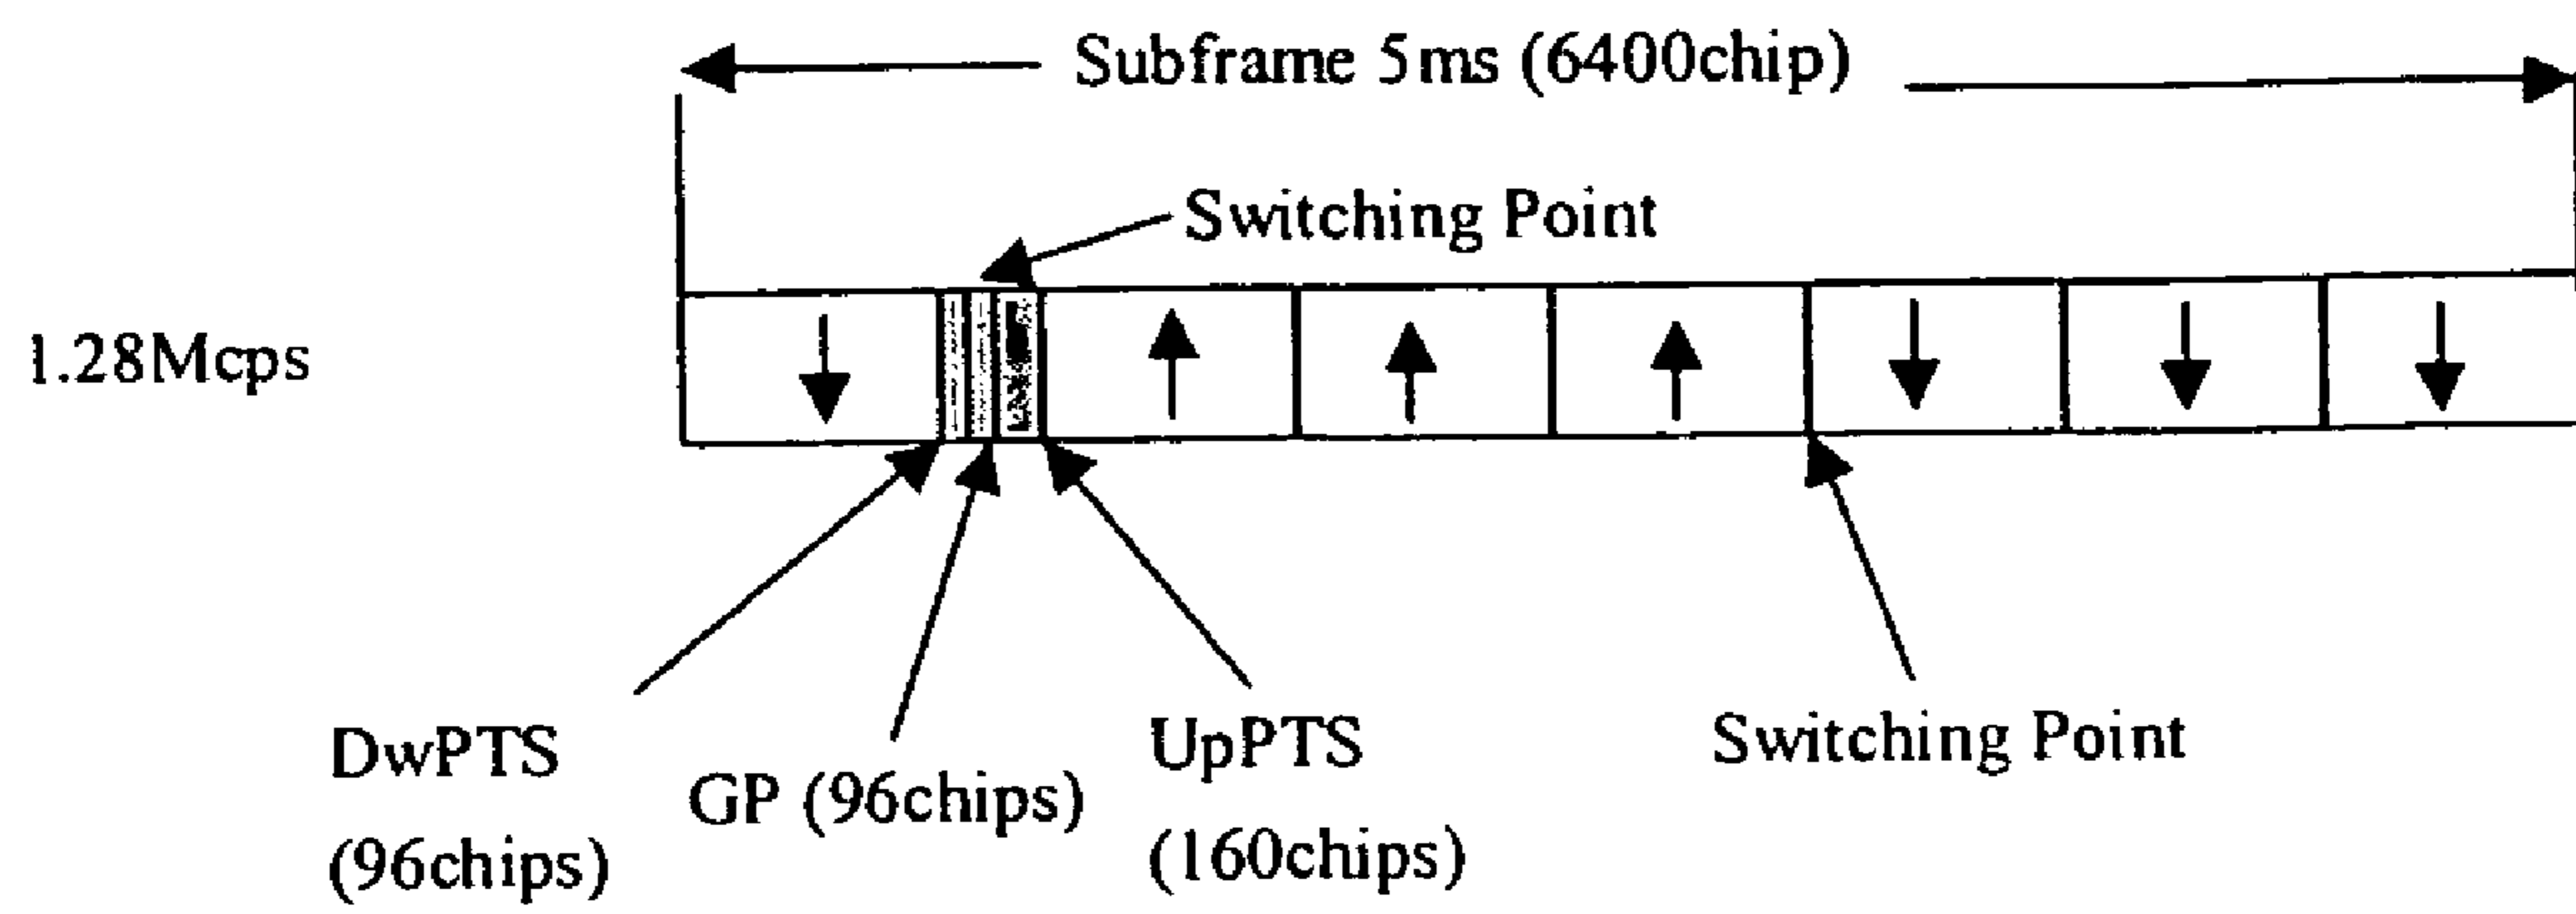 Subframe 5ms (6400chip)
Switching Point
1.28Mcps
DwPTS
(96chips)
GP (96chips)
UpPTS
(160chips)
Switching Point